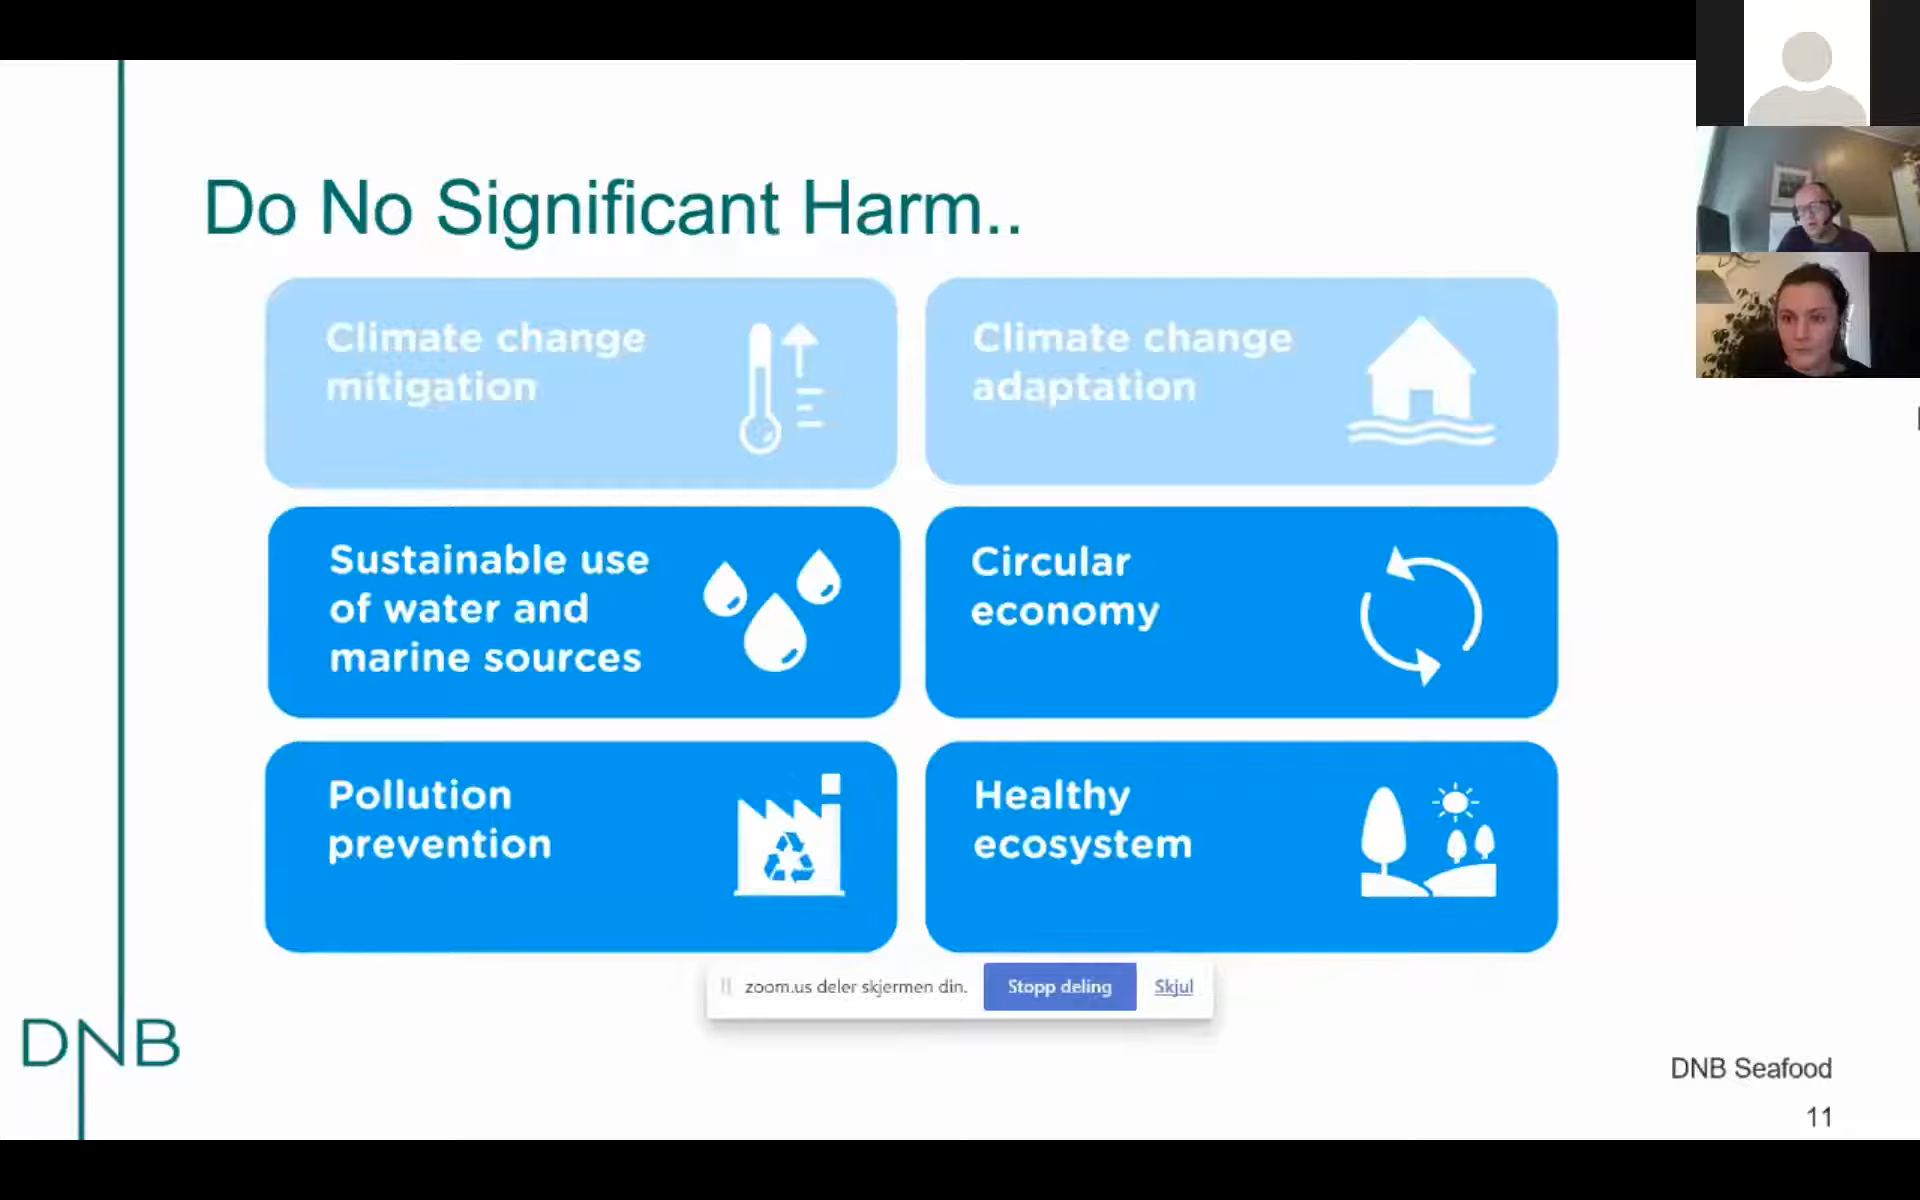 Do No Significant Harm..
Climate change
mitigation
Climate change
adaptation
Sustainable use
of water and
marine sources
Circular
economy
Pollution
prevention
Healthy
ecosystem
zoom.us deler skjermen din.
Stopp deling
Skjul
DNB
DNB Seafood
11